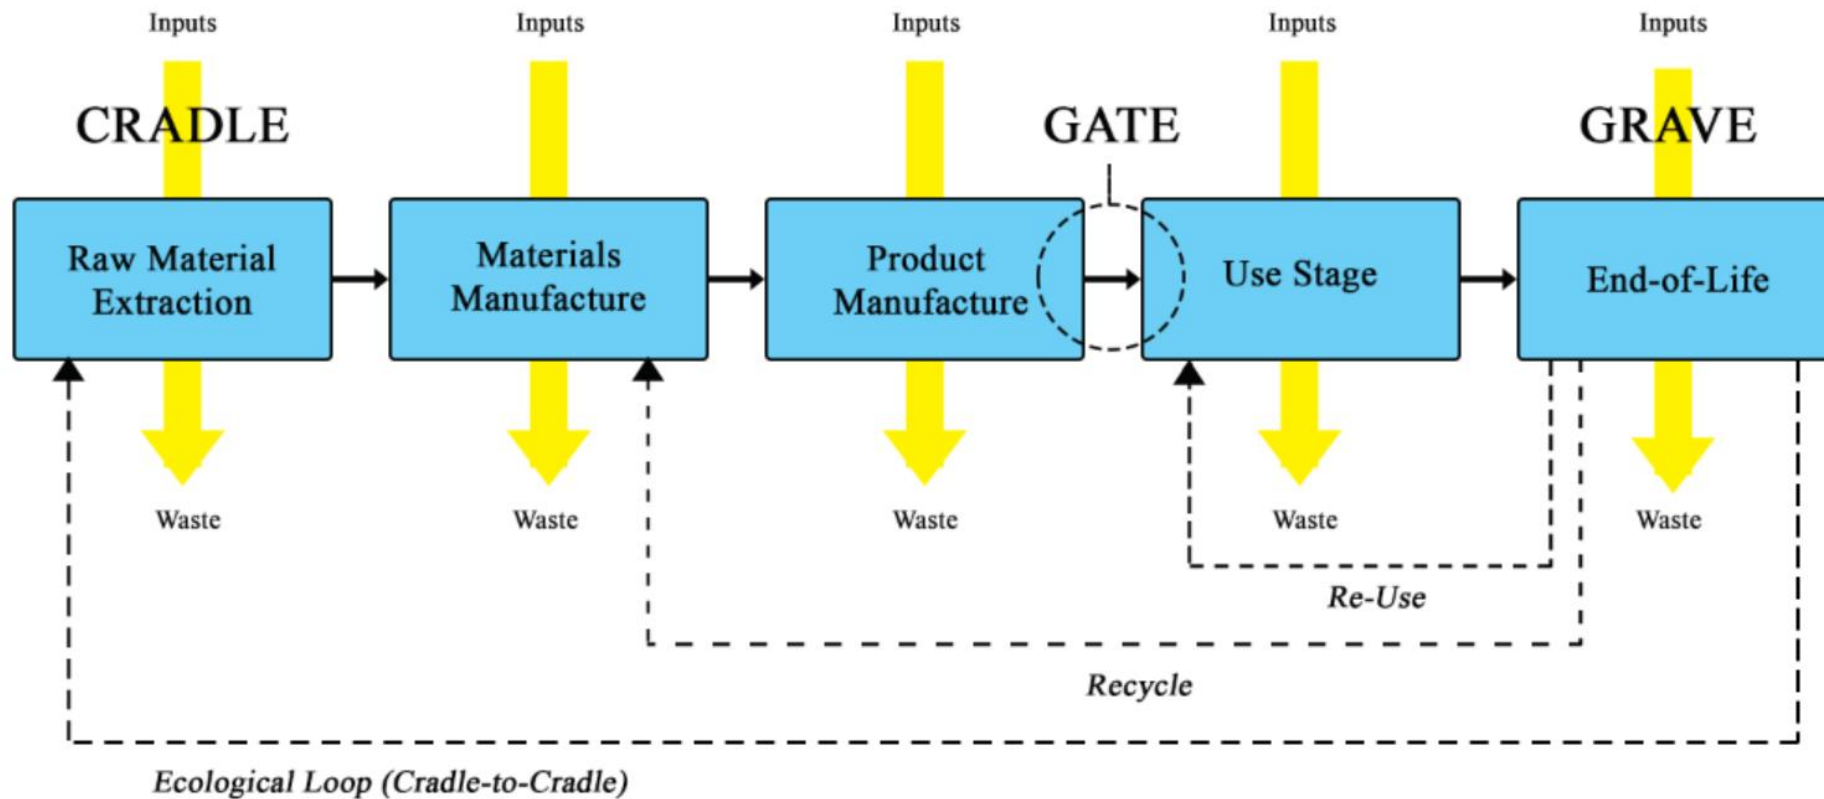 Inputs
Inputs
Inputs
Inputs
Inputs
CRADLE
GATE
GRAVE
Raw Material
Extraction
Materials
Manufacture
Product
Manufacture
Use Stage
End-of-Life
Waste
Waste
Waste
Waste
Waste
Re-Use
Recycle
Ecological Loop (Cradle-to-Cradle)